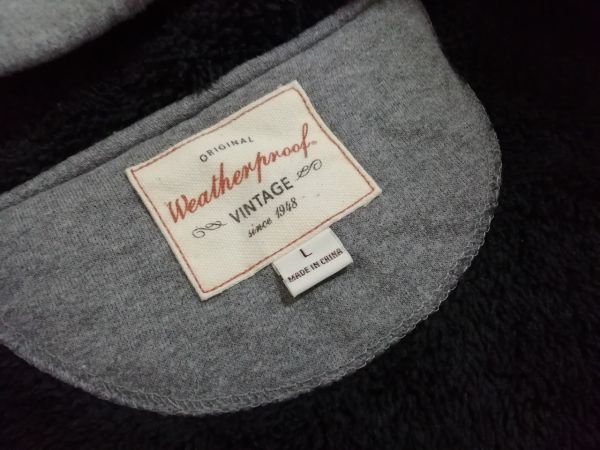 ORIGINAL
Weatherproof
VINTAGE
since 1948
L
MADE IN CHINA